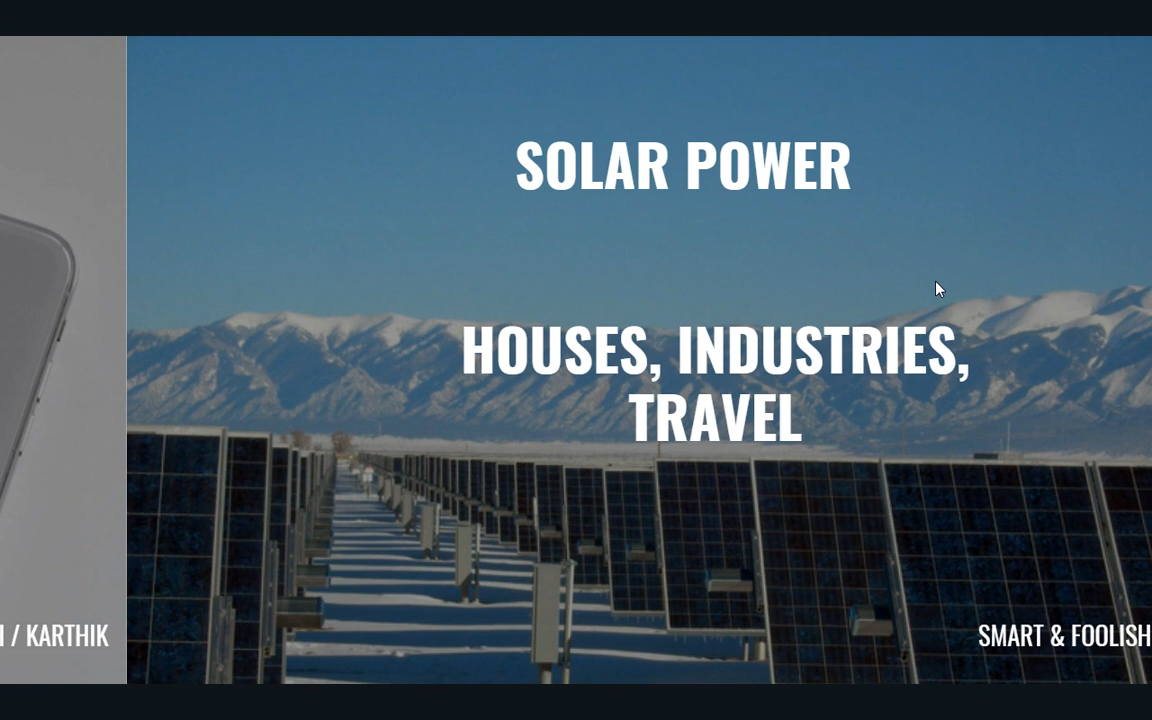 SOLAR POWER
HOUSES, INDUSTRIES,
TRAVEL
/ KARTHIK
SMART & FOOLISH